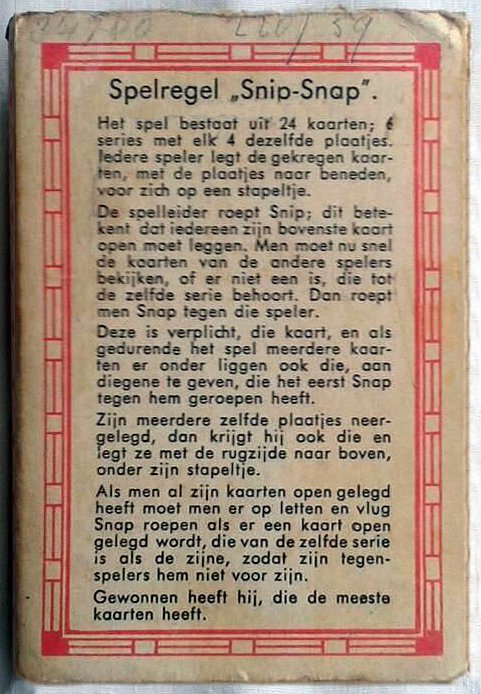 24/60 220/59
Spelregel „Snip-Snap".
Het spel bestaat uit 24 kaarten; 6
series met elk 4 dezelfde plaatjes.
Iedere speler legt de gekregen kaar-
ten, met de plaatjes naar beneden,
voor zich op een stapeltje.
De spelleider roept Snip; dit bete-
kent dat iedereen zijn bovenste kaart
open moet leggen. Men moet nu snel
de kaarten van de andere spelers
bekijken, of er niet een is, die tot
de zelfde serie behoort. Dan roept
men Snap tegen die speler.
Deze is verplicht, die kaart, en als
gedurende het spel meerdere kaar-
ten er onder liggen ook die, aan
diegene te geven, die het eerst Snap
tegen hem geroepen heeft.
Zijn meerdere zelfde plaatjes neer-
gelegd, dan krijgt hij ook die en
legt ze met de rugzijde naar boven,
onder zijn stapeltje.
Als men al zijn kaarten open gelegd
heeft moet men er op letten en vlug
Snap roepen als er een kaart open
gelegd wordt, die van de zelfde serie
is als de zijne, zodat zijn tegen-
spelers hem niet voor zijn.
Gewonnen heeft hij, die de meeste
kaarten heeft.